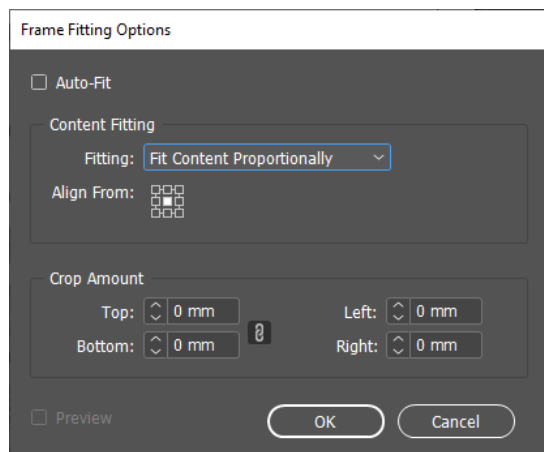 Frame Fitting Options
Auto-Fit
Content Fitting
Fitting: Fit Content Proportionally
Align From:
Crop Amount
Top: 0 mm Left: 0 mm
Bottom: 0 mm Right: 0 mm
Preview OK Cancel